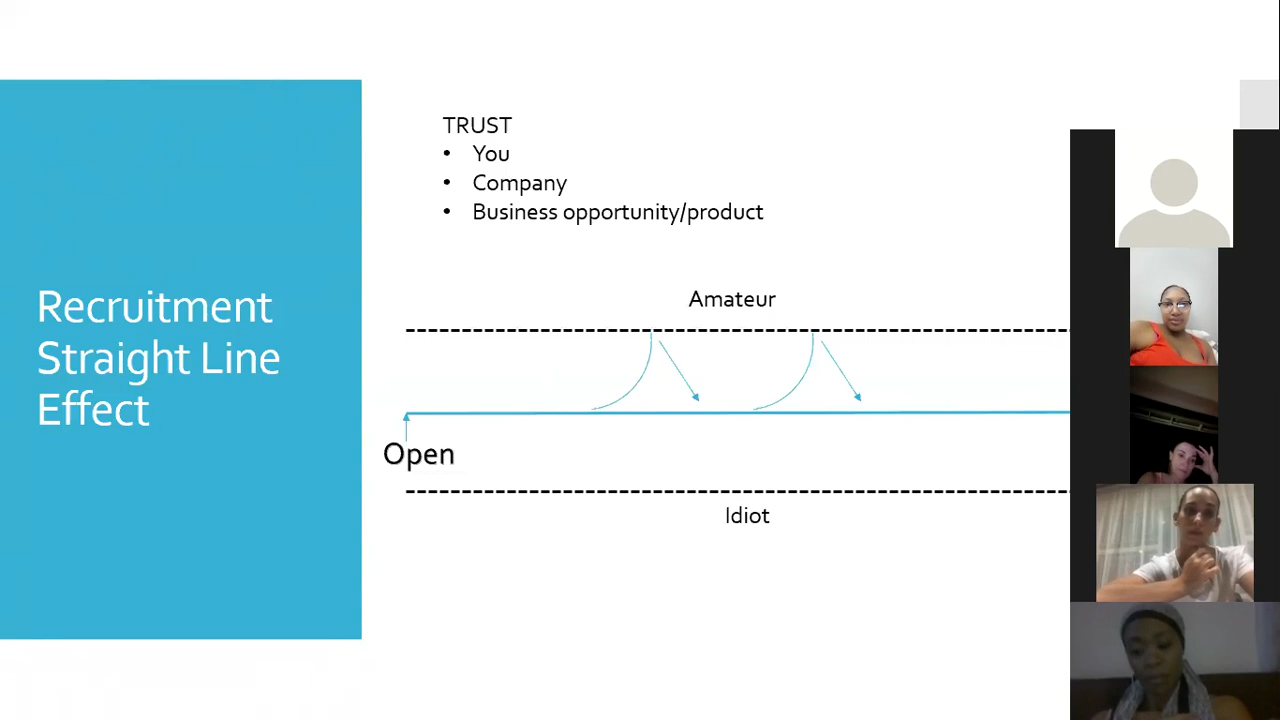 TRUST
• You
• Company
• Business opportunity/product
Recruitment
Straight Line
Effect
Amateur
Open
Idiot